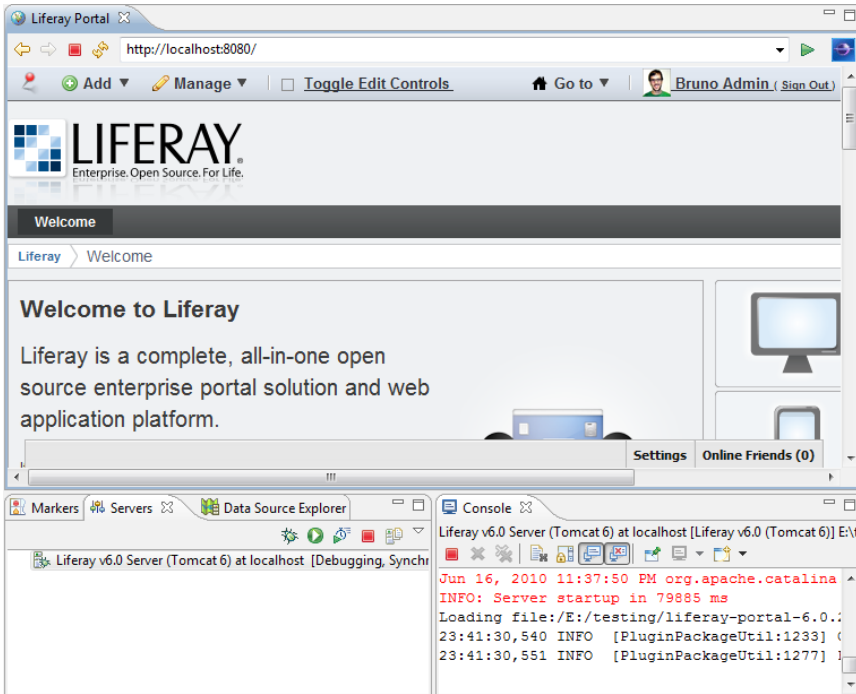 Liferay Portal
http://localhost:8080/
Add Manage Toggle Edit Controls Go to Bruno Admin ( Sign Out )
LIFERAY.
Enterprise. Open Source. For Life.
Welcome
Liferay Welcome
Welcome to Liferay
Liferay is a complete, all-in-one open
source enterprise portal solution and web
application platform.
Settings Online Friends (0)
Markers Servers Data Source Explorer
Liferay v6.0 Server (Tomcat 6) at localhost [Debugging, Synchr
Console
Liferay v6.0 Server (Tomcat 6) at localhost [Liferay v6.0 (Tomcat 6)] E:\
Jun 16, 2010 11:37:50 PM org.apache.catalina
INFO: Server startup in 79885 ms
Loading file:/E:/testing/liferay-portal-6.0.
23:41:30,540 INFO [PluginPackageUtil:1233]
23:41:30,551 INFO [PluginPackageUtil:1277]